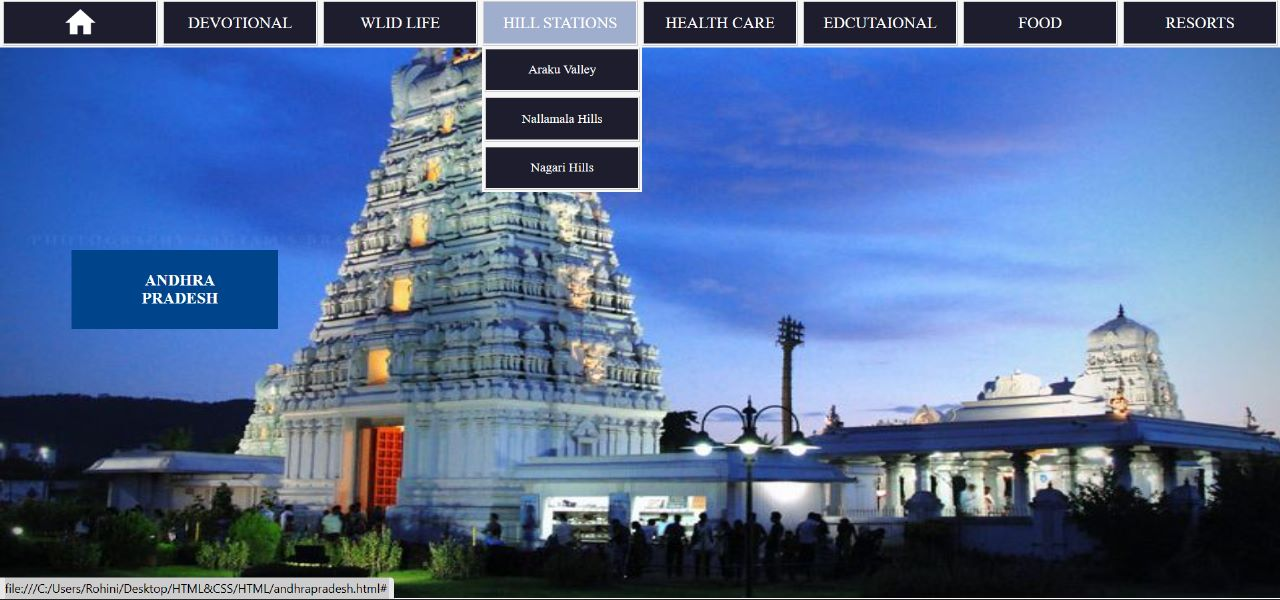 DEVOTIONAL
WLID LIFE
HILL STATIONS
HEALTH CARE
EDCUTAIONAL
FOOD
RESORTS
Araku Valley
Nallamala Hills
Nagari Hills
ANDHRA
PRADESH
file:///C:/Users/Rohini/Desktop/HTML&CSS/HTML/andhrapradesh.html#